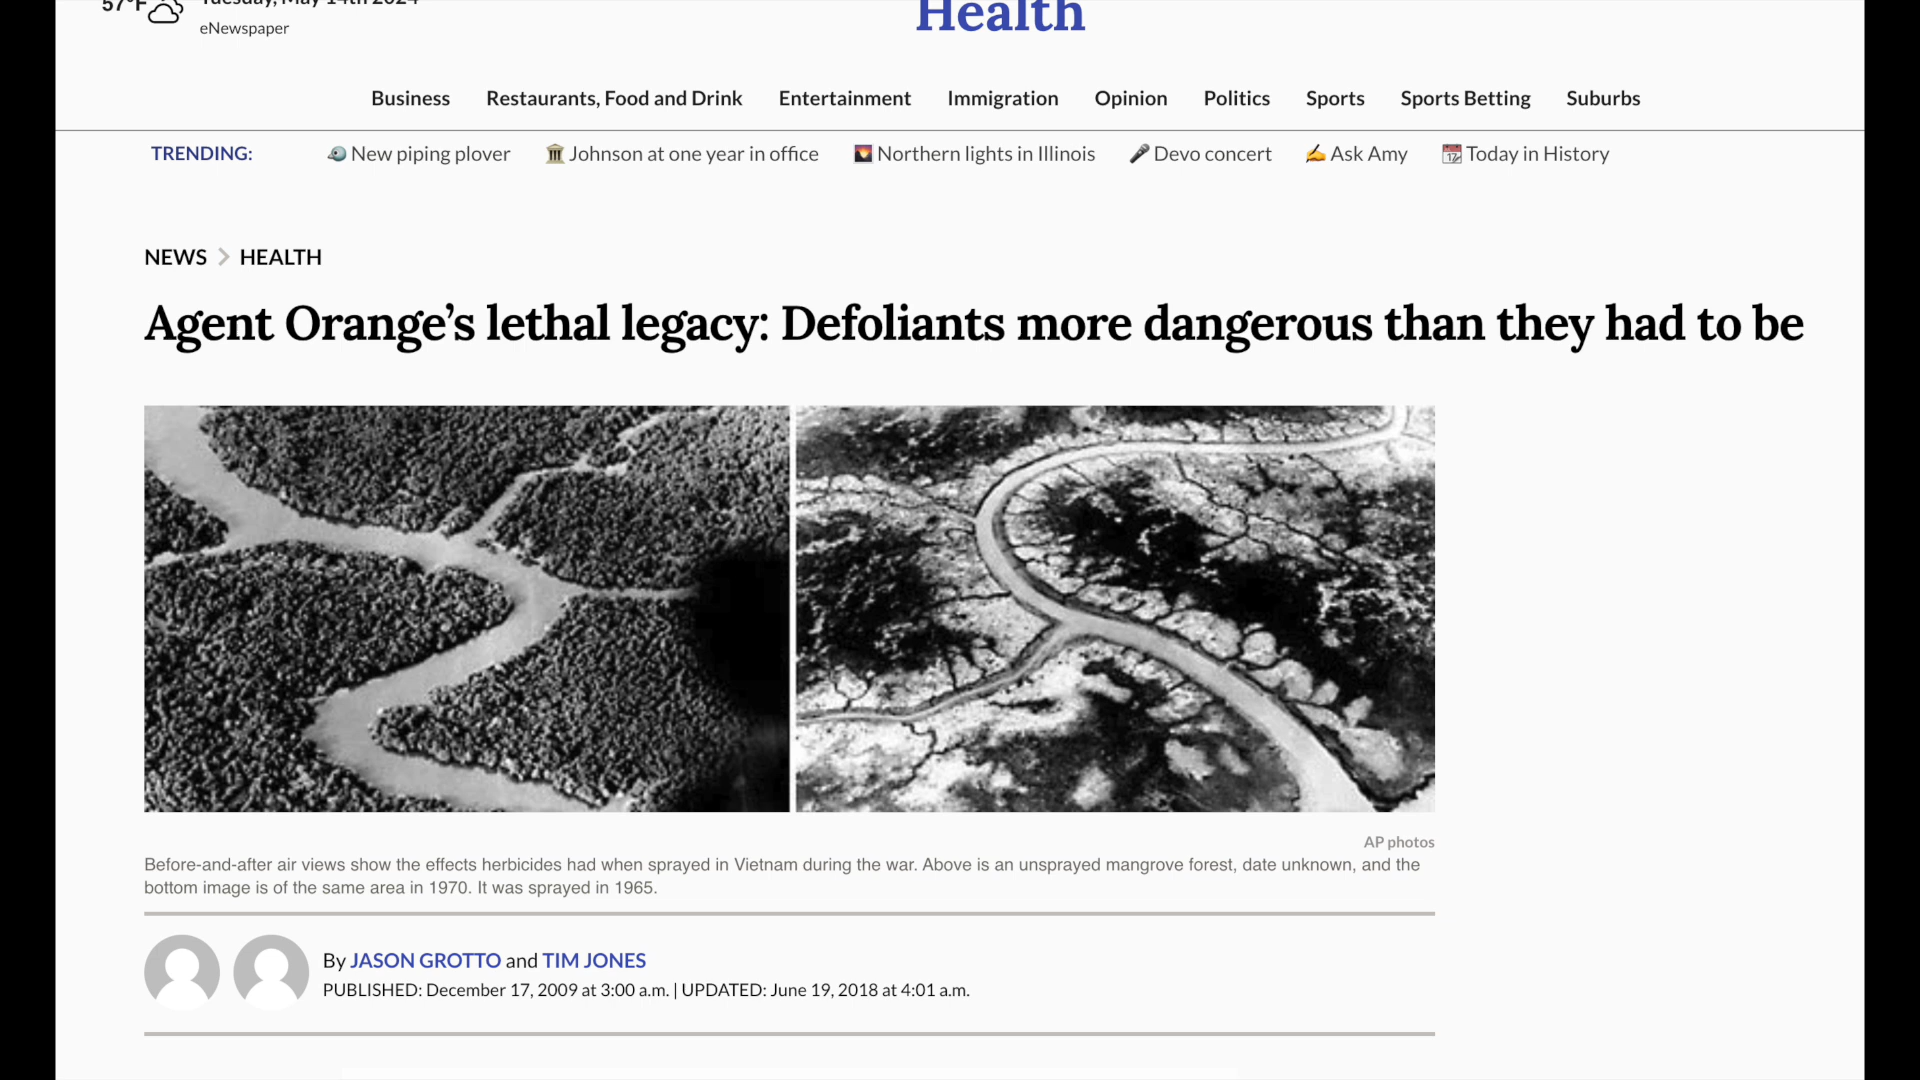 57°F
Tuesday, May 14th 2024
eNewspaper
Health
Business Restaurants, Food and Drink Entertainment Immigration Opinion Politics Sports Sports Betting Suburbs
TRENDING: New piping plover Johnson at one year in office Northern lights in Illinois Devo concert Ask Amy Today in History
NEWS > HEALTH
Agent Orange’s lethal legacy: Defoliants more dangerous than they had to be
AP photos
Before-and-after air views show the effects herbicides had when sprayed in Vietnam during the war. Above is an unsprayed mangrove forest, date unknown, and the
bottom image is of the same area in 1970. It was sprayed in 1965.
By JASON GROTTO and TIM JONES
PUBLISHED: December 17, 2009 at 3:00 a.m. | UPDATED: June 19, 2018 at 4:01 a.m.